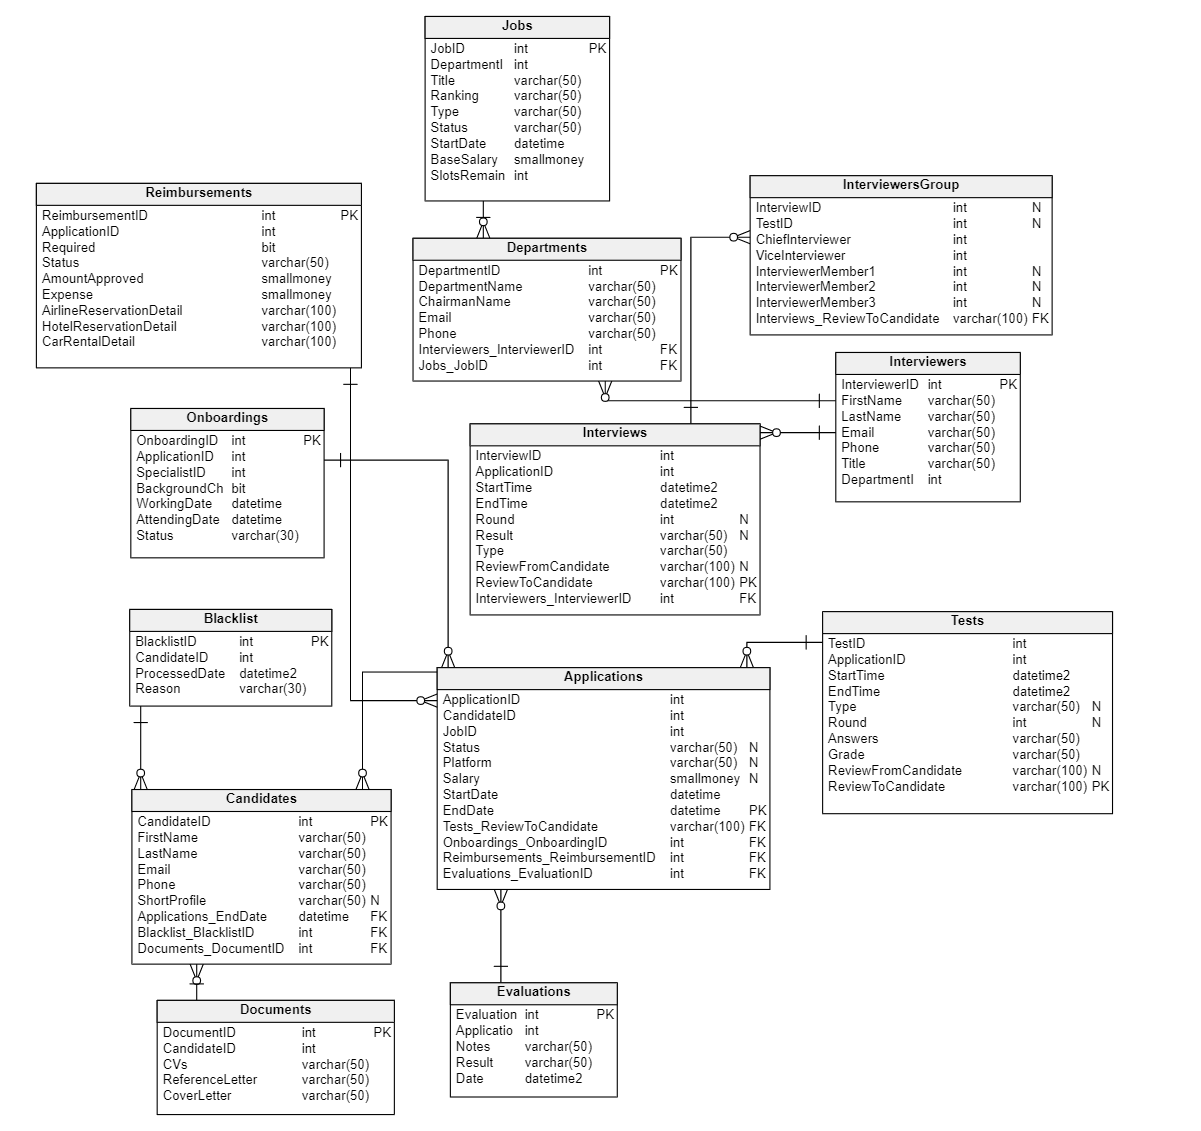 Jobs
JobID int PK
DepartmentI int
Title varchar(50)
Ranking varchar(50)
Type varchar(50)
Status varchar(50)
StartDate datetime
BaseSalary smallmoney
SlotsRemain int
Reimbursements
ReimbursementID int PK
ApplicationID int
Required bit
Status varchar(50)
AmountApproved smallmoney
Expense smallmoney
AirlineReservationDetail varchar(100)
HotelReservationDetail varchar(100)
CarRentalDetail varchar(100)
InterviewersGroup
InterviewID int N
TestID int N
ChiefInterviewer int
ViceInterviewer int
InterviewerMember1 int N
InterviewerMember2 int N
InterviewerMember3 int N
Interviews_ReviewToCandidate varchar(100) FK
Departments
DepartmentID int PK
DepartmentName varchar(50)
ChairmanName varchar(50)
Email varchar(50)
Phone varchar(50)
Interviewers_InterviewerID int FK
Jobs_JobID int FK
Interviewers
InterviewerID int PK
FirstName varchar(50)
LastName varchar(50)
Email varchar(50)
Phone varchar(50)
Title varchar(50)
DepartmentI int
Onboardings
OnboardingID int PK
ApplicationID int
SpecialistID int
BackgroundCh bit
WorkingDate datetime
AttendingDate datetime
Status varchar(30)
Interviews
InterviewID int
ApplicationID int
StartTime datetime2
EndTime datetime2
Round int N
Result varchar(50) N
Type varchar(50)
ReviewFromCandidate varchar(100) N
ReviewToCandidate varchar(100) PK
Interviewers_InterviewerID int FK
Blacklist
BlacklistID int PK
CandidateID int
ProcessedDate datetime2
Reason varchar(30)
Tests
TestID int
ApplicationID int
StartTime datetime2
EndTime datetime2
Type varchar(50) N
Round int N
Answers varchar(50)
Grade varchar(50)
ReviewFromCandidate varchar(100) N
ReviewToCandidate varchar(100) PK
Applications
ApplicationID int
CandidateID int
JobID int
Status varchar(50) N
Platform varchar(50) N
Salary smallmoney N
StartDate datetime
EndDate datetime PK
Tests_ReviewToCandidate varchar(100) FK
Onboardings_OnboardingID int FK
Reimbursements_ReimbursementID int FK
Evaluations_EvaluationID int FK
Candidates
CandidateID int PK
FirstName varchar(50)
LastName varchar(50)
Email varchar(50)
Phone varchar(50)
ShortProfile varchar(50) N
Applications_EndDate datetime FK
Blacklist_BlacklistID int FK
Documents_DocumentID int FK
Evaluations
Evaluation int PK
Applicatio int
Notes varchar(50)
Result varchar(50)
Date datetime2
Documents
DocumentID int PK
CandidateID int
CVs varchar(50)
ReferenceLetter varchar(50)
CoverLetter varchar(50)